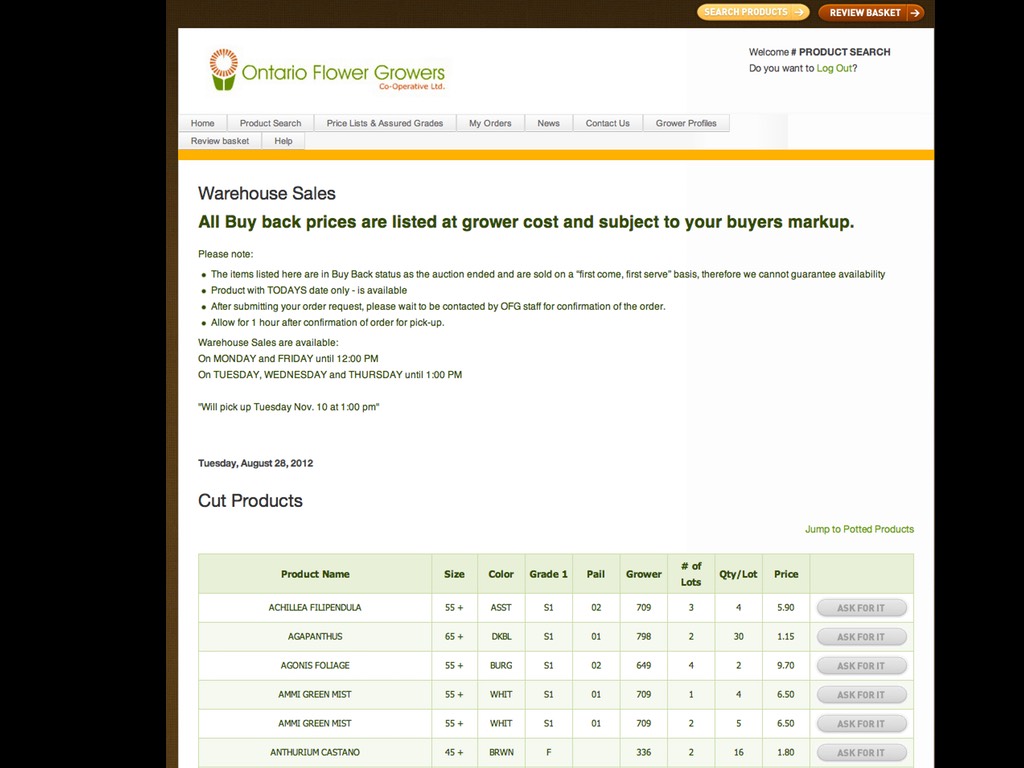 SEARCH PRODUCTS
REVIEW BASKET
Ontario Flower Growers
Co-Operative Ltd.
Welcome # PRODUCT SEARCH
Do you want to Log Out?
Home Product Search Price Lists & Assured Grades My Orders News Contact Us Grower Profiles
Review basket Help
Warehouse Sales
All Buy back prices are listed at grower cost and subject to your buyers markup.
Please note:
• The items listed here are in Buy Back status as the auction ended and are sold on a "first come, first serve" basis, therefore we cannot guarantee availability
• Product with TODAYS date only - is available
• After submitting your order request, please wait to be contacted by OFG staff for confirmation of the order.
• Allow for 1 hour after confirmation of order for pick-up.
Warehouse Sales are available:
On MONDAY and FRIDAY until 12:00 PM
On TUESDAY, WEDNESDAY and THURSDAY until 1:00 PM
"Will pick up Tuesday Nov. 10 at 1:00 pm"
Tuesday, August 28, 2012
Cut Products
Jump to Potted Products
Product Name Size Color Grade 1 Pail Grower # of Lots Qty/Lot Price
ACHILLEA FILIPENDULA 55 + ASST S1 02 709 3 4 5.90 ASK FOR IT
AGAPANTHUS 65 + DKBL S1 01 798 2 30 1.15 ASK FOR IT
AGONIS FOLIAGE 55 + BURG S1 02 649 4 2 9.70 ASK FOR IT
AMMI GREEN MIST 55 + WHIT S1 01 709 1 4 6.50 ASK FOR IT
AMMI GREEN MIST 55 + WHIT S1 01 709 2 5 6.50 ASK FOR IT
ANTHURIUM CASTANO 45 + BRWN F 336 2 16 1.80 ASK FOR IT